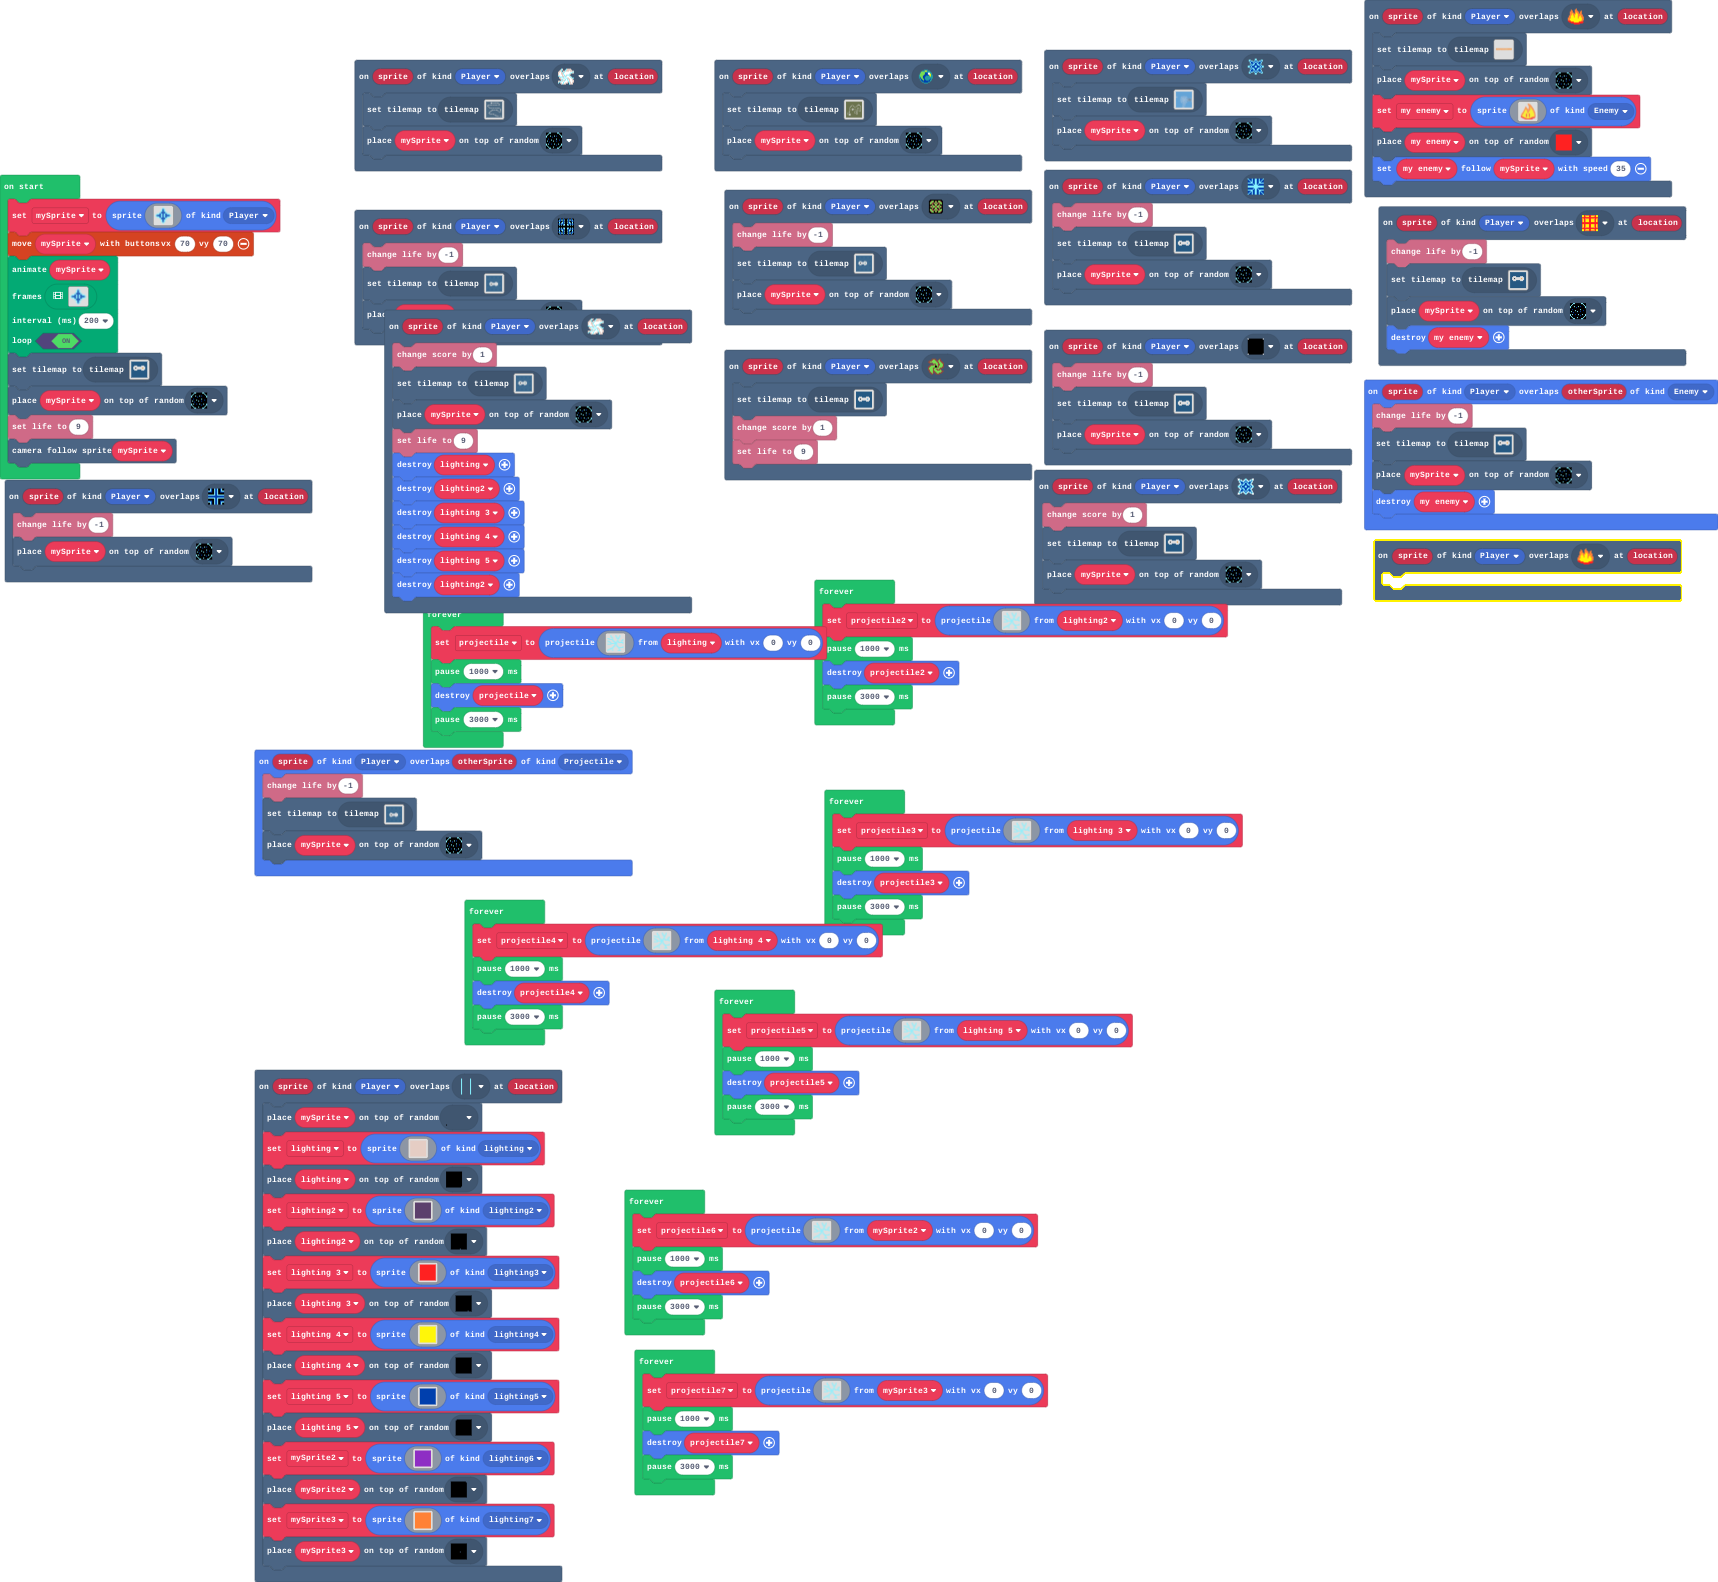 on start
set mySprite to sprite of kind Player
move mySprite with buttons vx 70 vy 70
animate mySprite
frames
interval (ms) 200
loop ON
set tilemap to tilemap
place mySprite on top of random
set life to 9
camera follow sprite mySprite
on sprite of kind Player overlaps at location
change life by -1
place mySprite on top of random
on sprite of kind Player overlaps at location
set tilemap to tilemap
place mySprite on top of random
on sprite of kind Player overlaps at location
change life by -1
set tilemap to tilemap
on sprite of kind Player overlaps at location
change score by 1
set tilemap to tilemap
place mySprite on top of random
set life to 9
destroy lighting
destroy lighting2
destroy lighting 3
destroy lighting 4
destroy lighting 5
destroy lighting2
on sprite of kind Player overlaps at location
set tilemap to tilemap
place mySprite on top of random
on sprite of kind Player overlaps at location
change life by -1
set tilemap to tilemap
place mySprite on top of random
on sprite of kind Player overlaps at location
set tilemap to tilemap
change score by 1
set life to 9
on sprite of kind Player overlaps at location
set tilemap to tilemap
place mySprite on top of random
on sprite of kind Player overlaps at location
change life by -1
set tilemap to tilemap
place mySprite on top of random
on sprite of kind Player overlaps at location
change life by -1
set tilemap to tilemap
place mySprite on top of random
on sprite of kind Player overlaps at location
change score by 1
set tilemap to tilemap
place mySprite on top of random
on sprite of kind Player overlaps at location
set tilemap to tilemap
place mySprite on top of random
set my enemy to sprite of kind Enemy
place my enemy on top of random
set my enemy follow mySprite with speed 35
on sprite of kind Player overlaps at location
change life by -1
set tilemap to tilemap
place mySprite on top of random
destroy my enemy
on sprite of kind Player overlaps otherSprite of kind Enemy
change life by -1
set tilemap to tilemap
place mySprite on top of random
destroy my enemy
on sprite of kind Player overlaps at location
forever
set projectile to projectile from lighting with vx 0 vy 0
pause 1000 ms
destroy projectile
pause 3000 ms
forever
set projectile2 to projectile from lighting2 with vx 0 vy 0
pause 1000 ms
destroy projectile2
pause 3000 ms
on sprite of kind Player overlaps otherSprite of kind Projectile
change life by -1
set tilemap to tilemap
place mySprite on top of random
forever
set projectile3 to projectile from lighting 3 with vx 0 vy 0
pause 1000 ms
destroy projectile3
pause 3000 ms
forever
set projectile4 to projectile from lighting 4 with vx 0 vy 0
pause 1000 ms
destroy projectile4
pause 3000 ms
forever
set projectile5 to projectile from lighting 5 with vx 0 vy 0
pause 1000 ms
destroy projectile5
pause 3000 ms
on sprite of kind Player overlaps at location
place mySprite on top of random
set lighting to sprite of kind lighting
place lighting on top of random
set lighting2 to sprite of kind lighting2
place lighting2 on top of random
set lighting 3 to sprite of kind lighting3
place lighting 3 on top of random
set lighting 4 to sprite of kind lighting4
place lighting 4 on top of random
set lighting 5 to sprite of kind lighting5
place lighting 5 on top of random
set mySprite2 to sprite of kind lighting6
place mySprite2 on top of random
set mySprite3 to sprite of kind lighting7
place mySprite3 on top of random
forever
set projectile6 to projectile from mySprite2 with vx 0 vy 0
pause 1000 ms
destroy projectile6
pause 3000 ms
forever
set projectile7 to projectile from mySprite3 with vx 0 vy 0
pause 1000 ms
destroy projectile7
pause 3000 ms